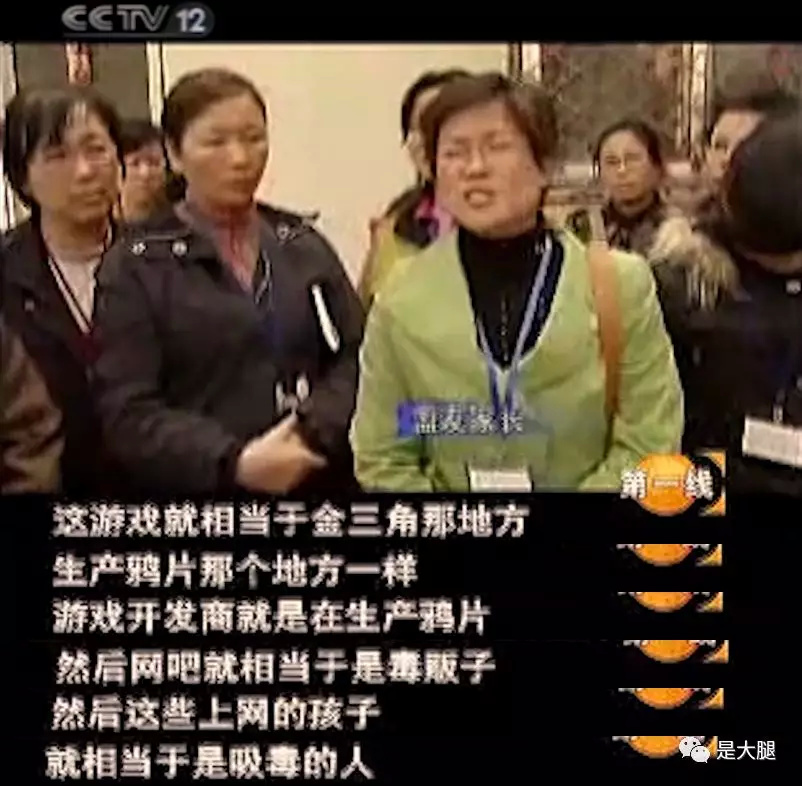 CCTV 12
盟友家长
第一线
这游戏就相当于金三角那地方
生产鸦片那个地方一样
游戏开发商就是在生产鸦片
然后网吧就相当于是毒贩子
然后这些上网的孩子
就相当于是吸毒的人
是大腿